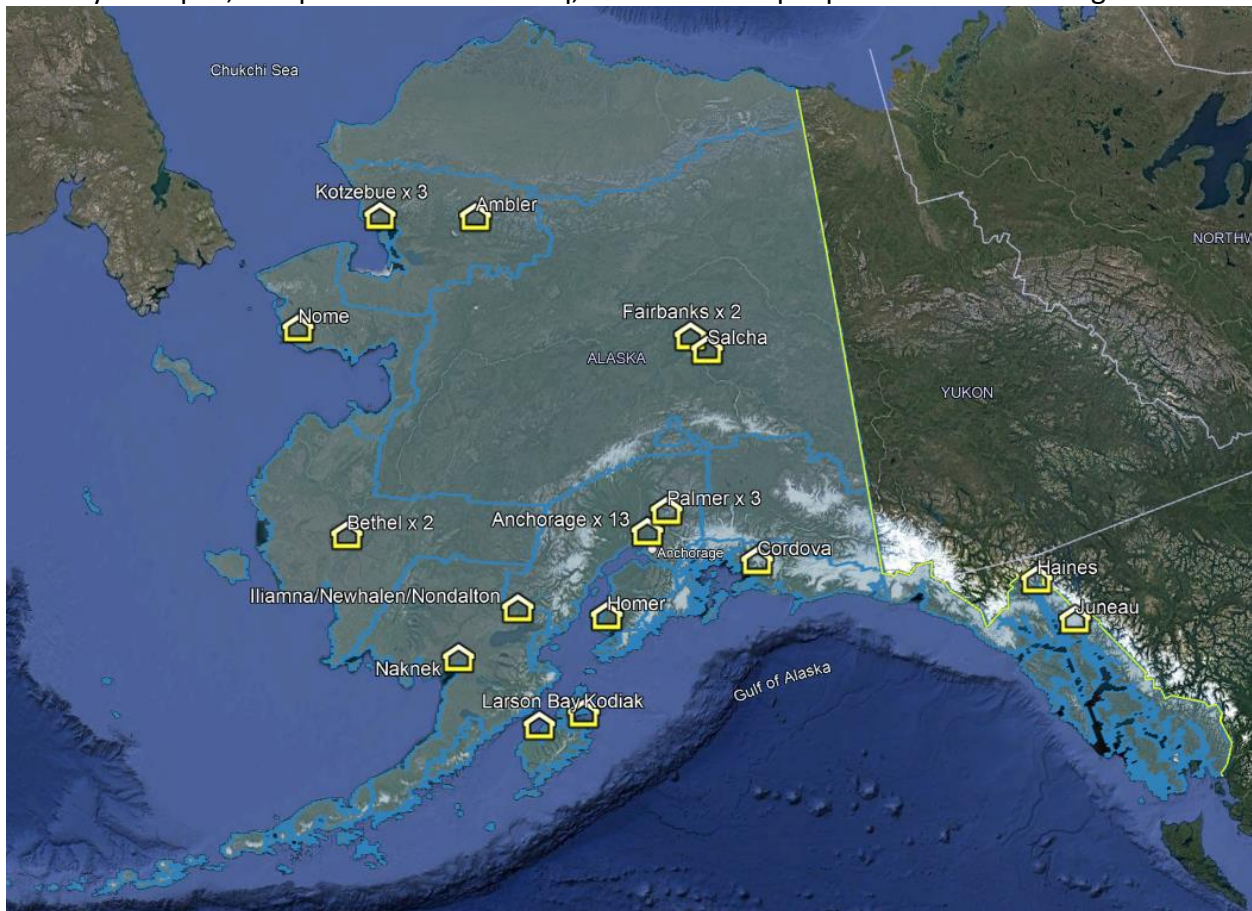 Chukchi Sea
Kotzebue x 3
Ambler
NORTHW
Nome
Fairbanks x 2
Salcha
ALASKA
YUKON
Palmer x 3
Anchorage x 13
Bethel x 2
Anchorage
Cordova
Haines
Iliamna/Newhalen/Nondalton
Homer
Juneau
Naknek
Gulf of Alaska
Larson Bay Kodiak